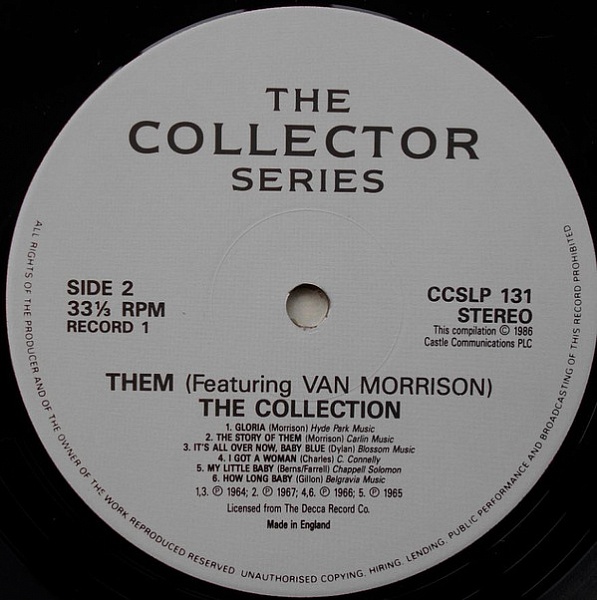 THE
COLLECTOR
SERIES
SIDE 2
33⅓ RPM
RECORD 1
CCSLP 131
STEREO
This compilation © 1986
Castle Communications PLC
THEM (Featuring VAN MORRISON)
THE COLLECTION
1. GLORIA (Morrison) Hyde Park Music
2. THE STORY OF THEM (Morrison) Carlin Music
3. IT'S ALL OVER NOW, BABY BLUE (Dylan) Blossom Music
4. I GOT A WOMAN (Charles) C. Connelly
5. MY LITTLE BABY (Berns/Farrell) Chappell Solomon
6. HOW LONG BABY (Gillon) Belgravia Music
1,3. ℗ 1964; 2. ℗ 1967; 4,6. ℗ 1966; 5. ℗ 1965
Licensed from The Decca Record Co.
Made in England
ALL RIGHTS OF THE PRODUCER AND OF THE OWNER OF THE WORK REPRODUCED RESERVED. UNAUTHORISED COPYING, HIRING, LENDING, PUBLIC PERFORMANCE AND BROADCASTING OF THIS RECORD PROHIBITED